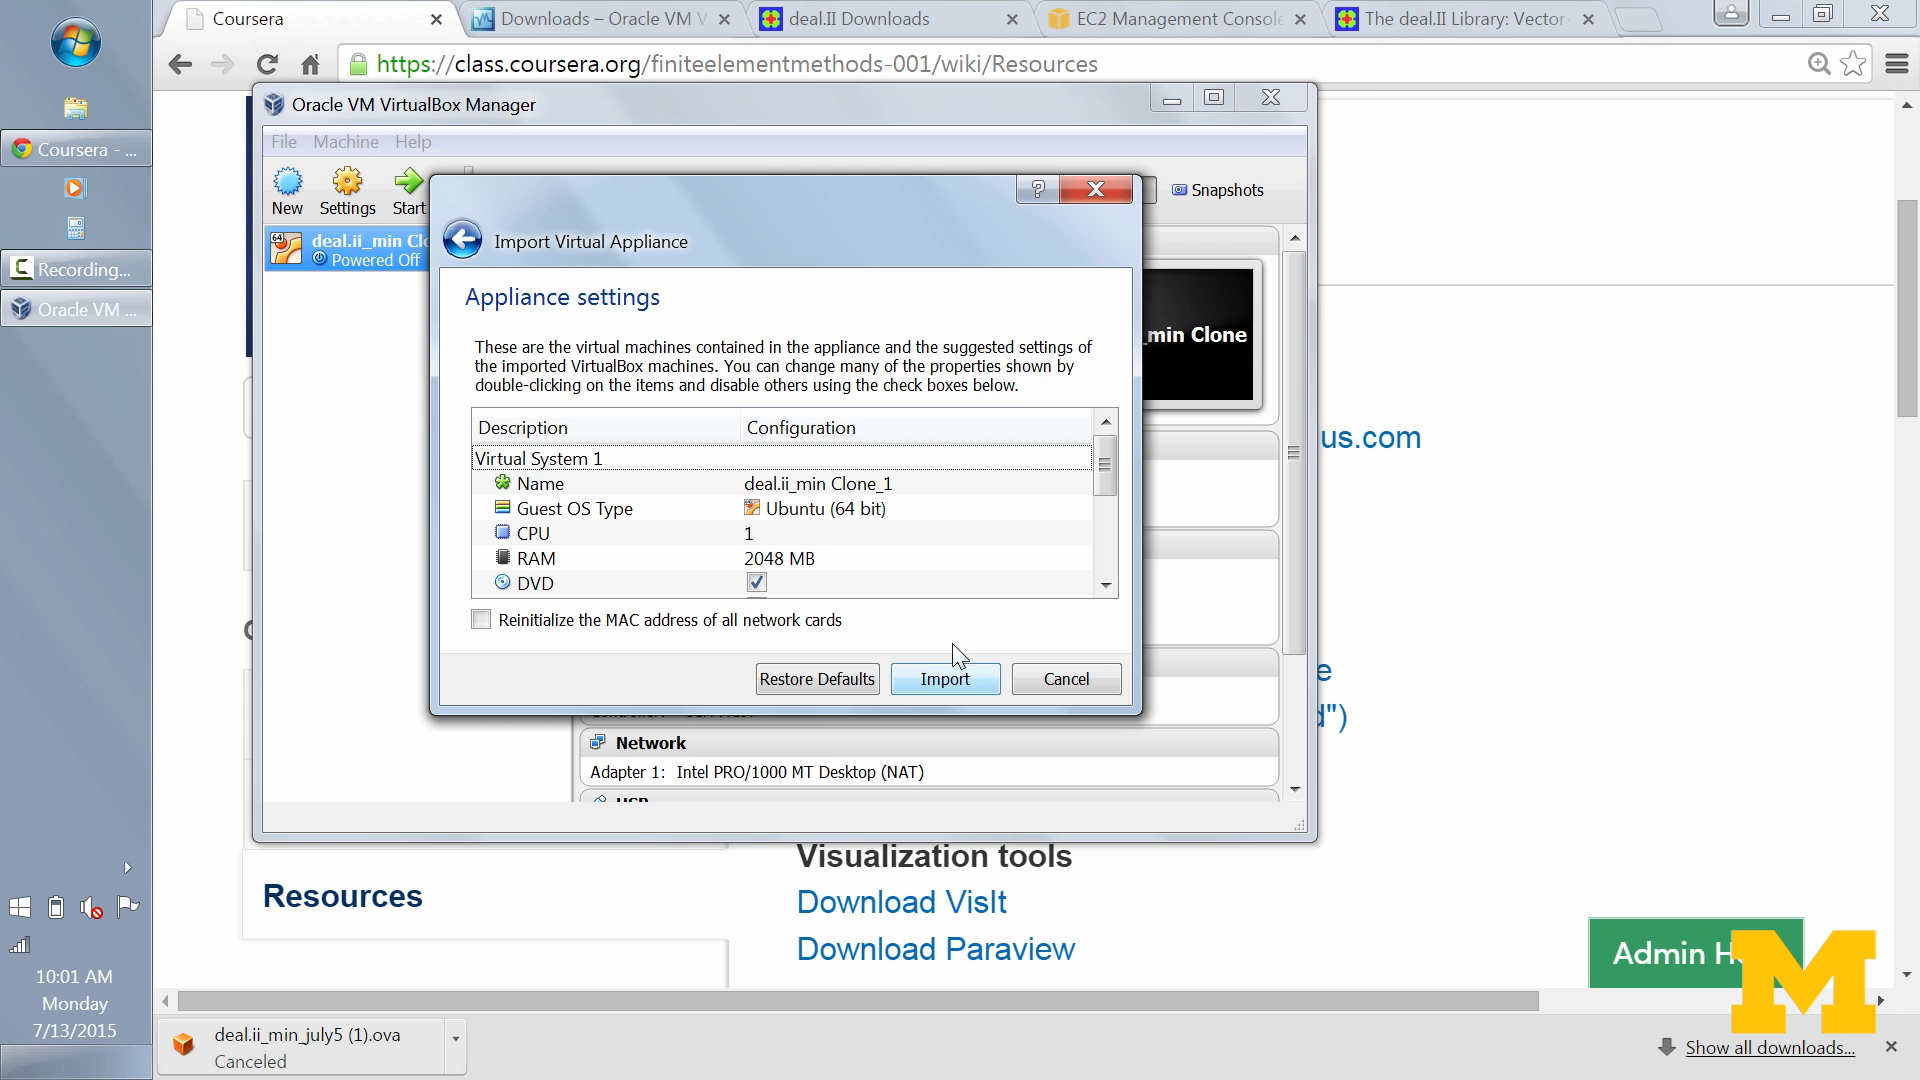 Coursera
Downloads – Oracle VM V
deal.II Downloads
EC2 Management Console
The deal.II Library: Vector
https://class.coursera.org/finiteelementmethods-001/wiki/Resources
Coursera - ...
Recording...
Oracle VM ...
Oracle VM VirtualBox Manager
File Machine Help
New Settings Start
Snapshots
deal.ii_min Clo
Powered Off
Import Virtual Appliance
Appliance settings
These are the virtual machines contained in the appliance and the suggested settings of
the imported VirtualBox machines. You can change many of the properties shown by
double-clicking on the items and disable others using the check boxes below.
Description Configuration
Virtual System 1
Name deal.ii_min Clone_1
Guest OS Type Ubuntu (64 bit)
CPU 1
RAM 2048 MB
DVD
Reinitialize the MAC address of all network cards
Restore Defaults Import Cancel
_min Clone
us.com
e
d")
Network
Adapter 1: Intel PRO/1000 MT Desktop (NAT)
USB
Visualization tools
Resources
Download VisIt
Download Paraview
Admin H
M
10:01 AM
Monday
7/13/2015
deal.ii_min_july5 (1).ova
Canceled
Show all downloads...